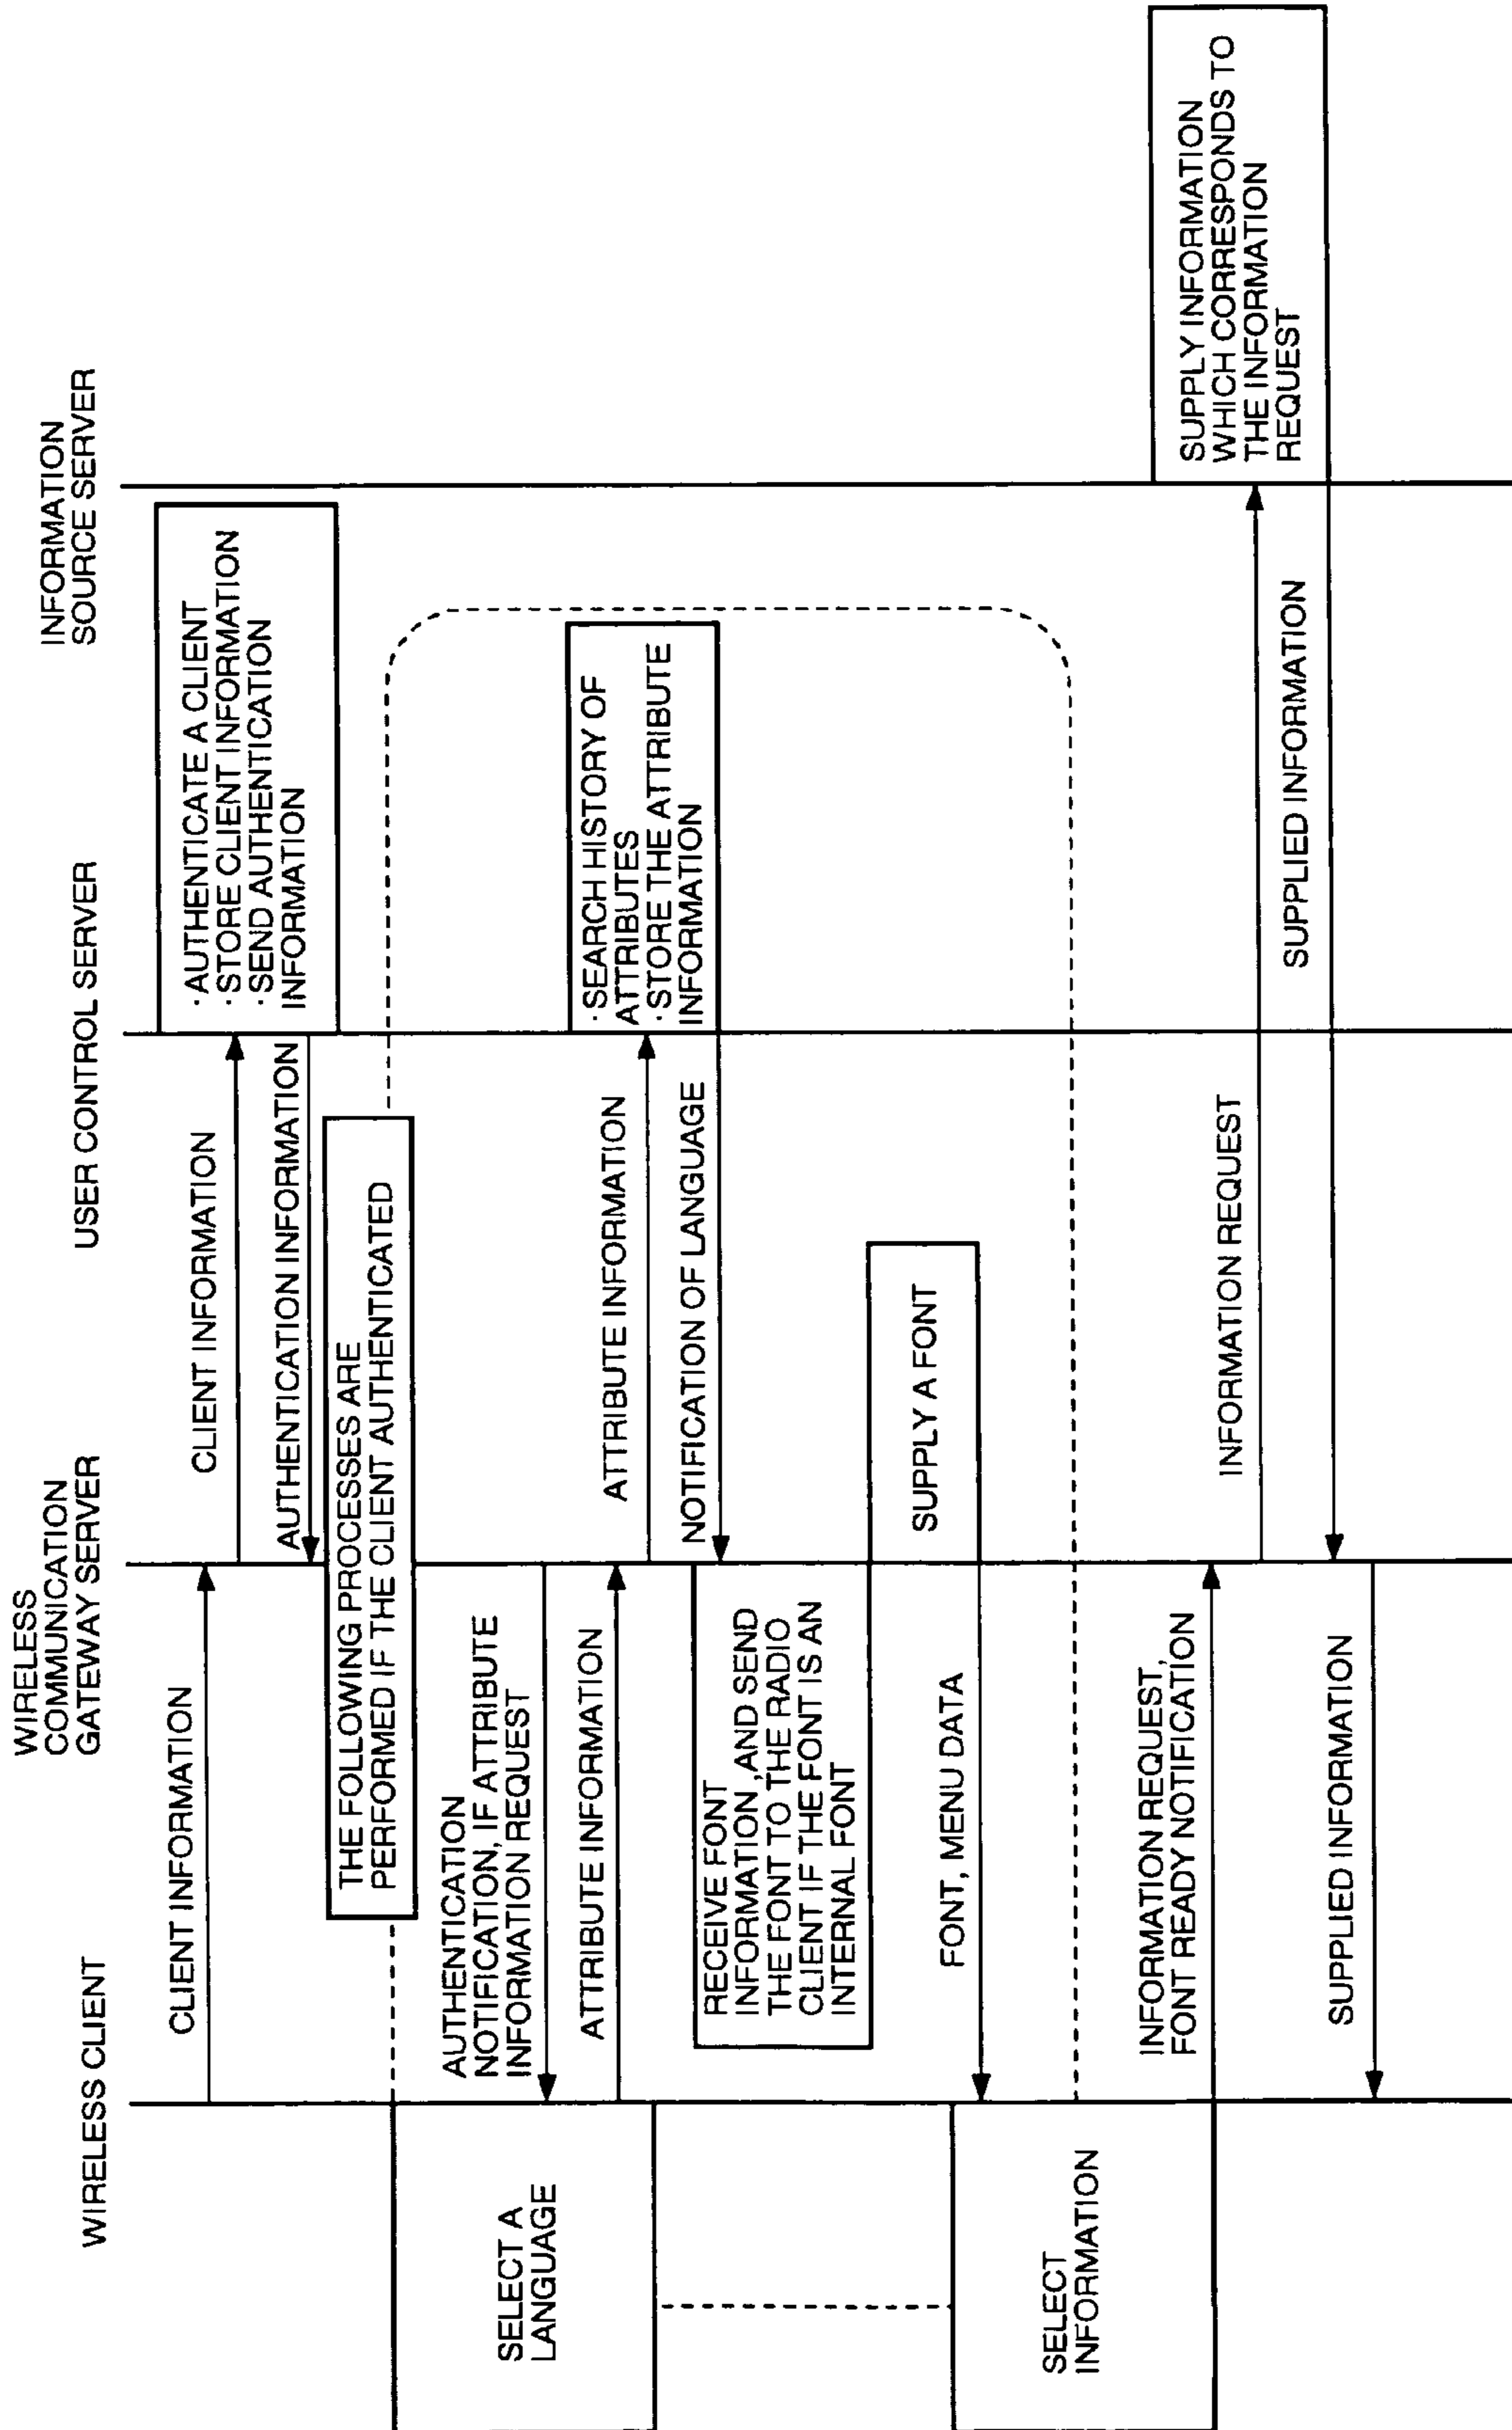 WIRELESS CLIENT
WIRELESS
COMMUNICATION
GATEWAY SERVER
USER CONTROL SERVER
INFORMATION
SOURCE SERVER
CLIENT INFORMATION
CLIENT INFORMATION
· AUTHENTICATE A CLIENT
· STORE CLIENT INFORMATION
· SEND AUTHENTICATION
INFORMATION
AUTHENTICATION INFORMATION
THE FOLLOWING PROCESSES ARE
PERFORMED IF THE CLIENT AUTHENTICATED
SELECT A
LANGUAGE
AUTHENTICATION
NOTIFICATION, IF ATTRIBUTE
INFORMATION REQUEST
ATTRIBUTE INFORMATION
ATTRIBUTE INFORMATION
· SEARCH HISTORY OF
ATTRIBUTES
· STORE THE ATTRIBUTE
INFORMATION
NOTIFICATION OF LANGUAGE
RECEIVE FONT
INFORMATION ,AND SEND
THE FONT TO THE RADIO
CLIENT IF THE FONT IS AN
INTERNAL FONT
SUPPLY A FONT
FONT, MENU DATA
SELECT
INFORMATION
INFORMATION REQUEST,
FONT READY NOTIFICATION
INFORMATION REQUEST
SUPPLY INFORMATION
WHICH CORRESPONDS TO
THE INFORMATION
REQUEST
SUPPLIED INFORMATION
SUPPLIED INFORMATION